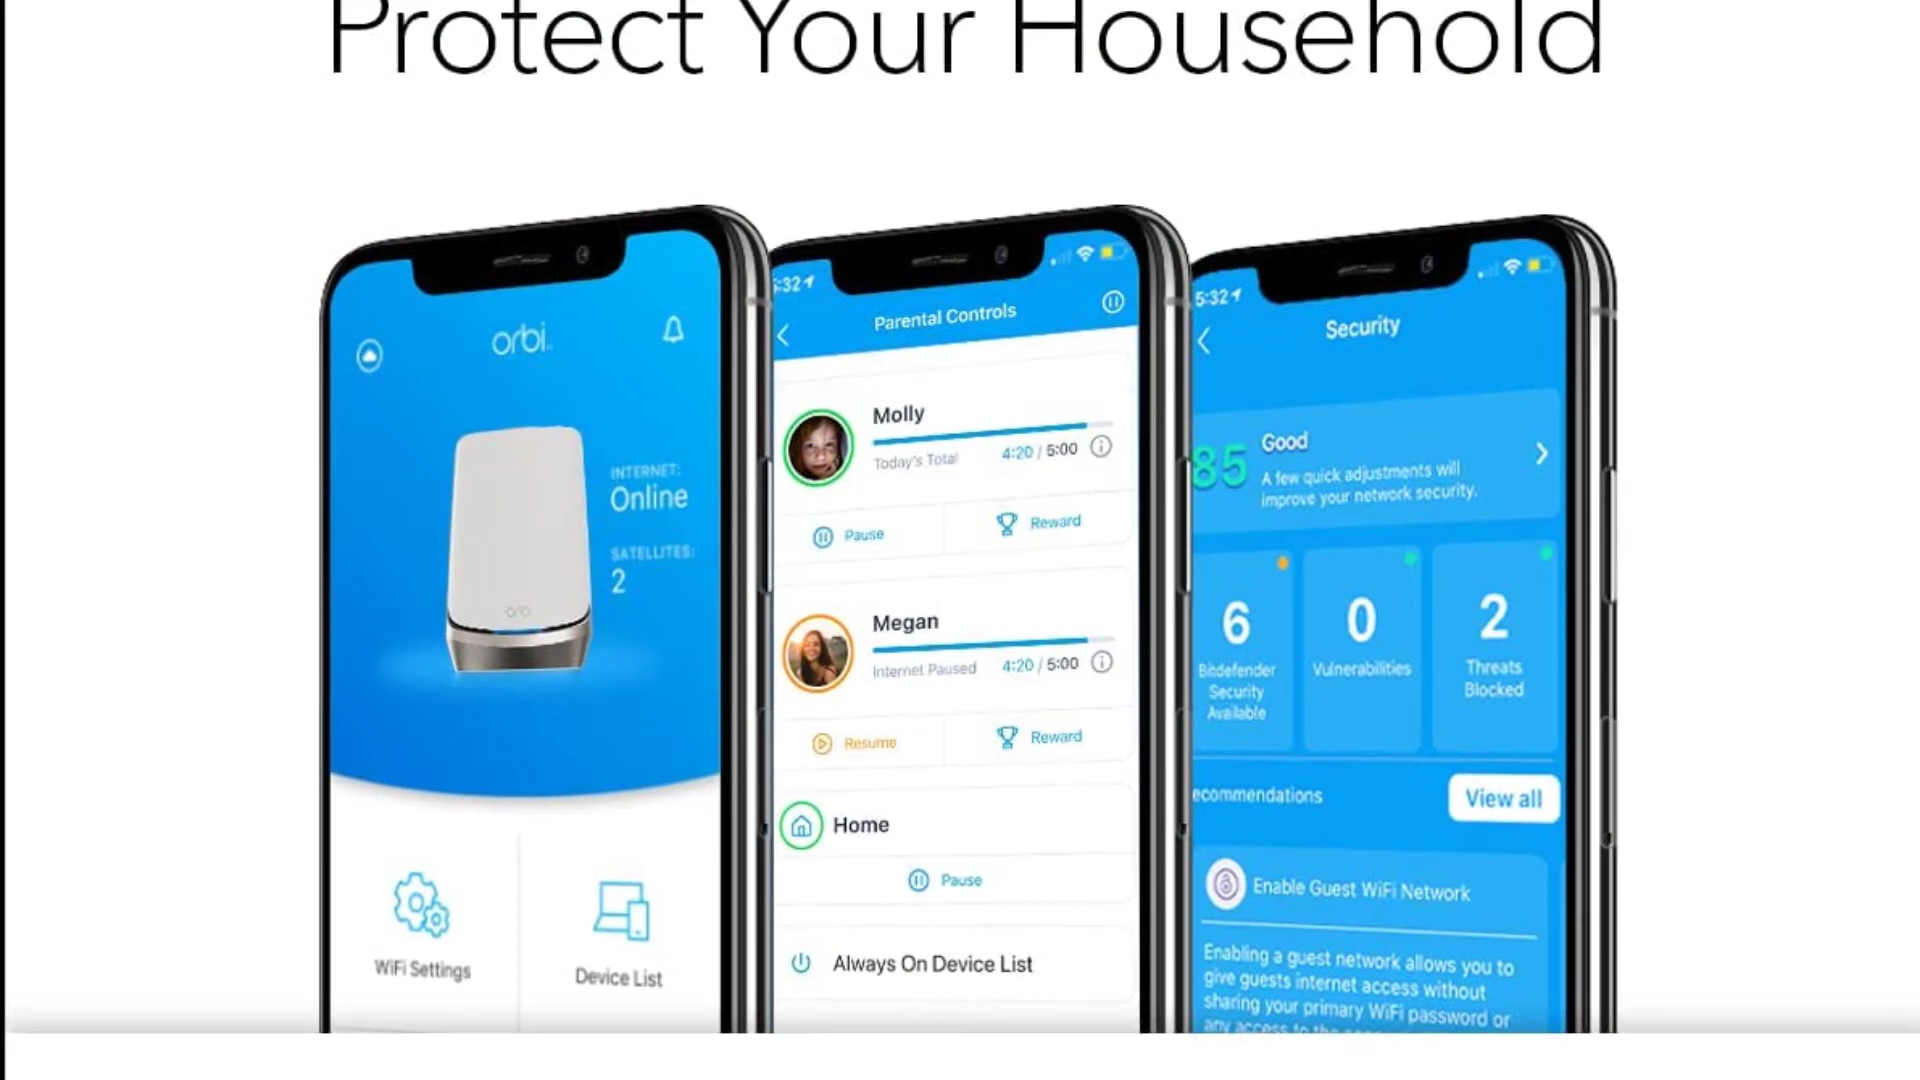 Protect Your Household
orbi
INTERNET:
Online
SATELLITES:
2
WiFi Settings
Device List
5:32
Parental Controls
Molly
Today's Total
4:20 / 5:00
Pause
Reward
Megan
Internet Paused
4:20 / 5:00
Resume
Reward
Home
Pause
Always On Device List
5:32
Security
85
Good
A few quick adjustments will
improve your network security.
6
Bitdefender
Security
Available
0
Vulnerabilities
2
Threats
Blocked
ecommendations
View all
Enable Guest WiFi Network
Enabling a guest network allows you to
give guests internet access without
sharing your primary WiFi password or
any access to the